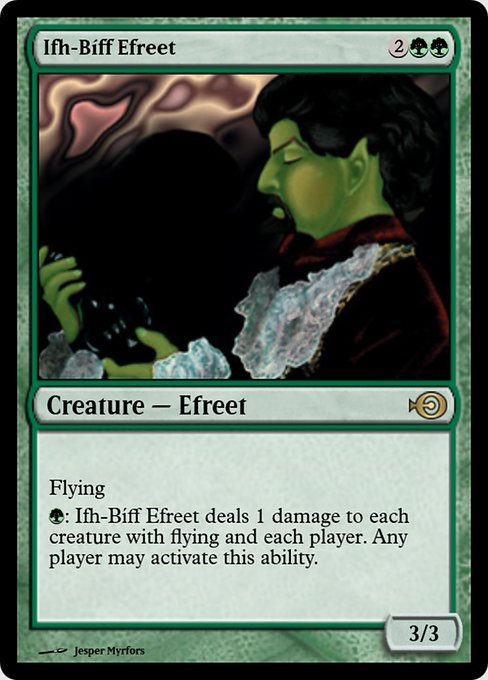 Ifh-Bíff Efreet 2
Creature — Efreet
Flying
: Ifh-Bíff Efreet deals 1 damage to each
creature with flying and each player. Any
player may activate this ability.
3/3
Jesper Myrfors